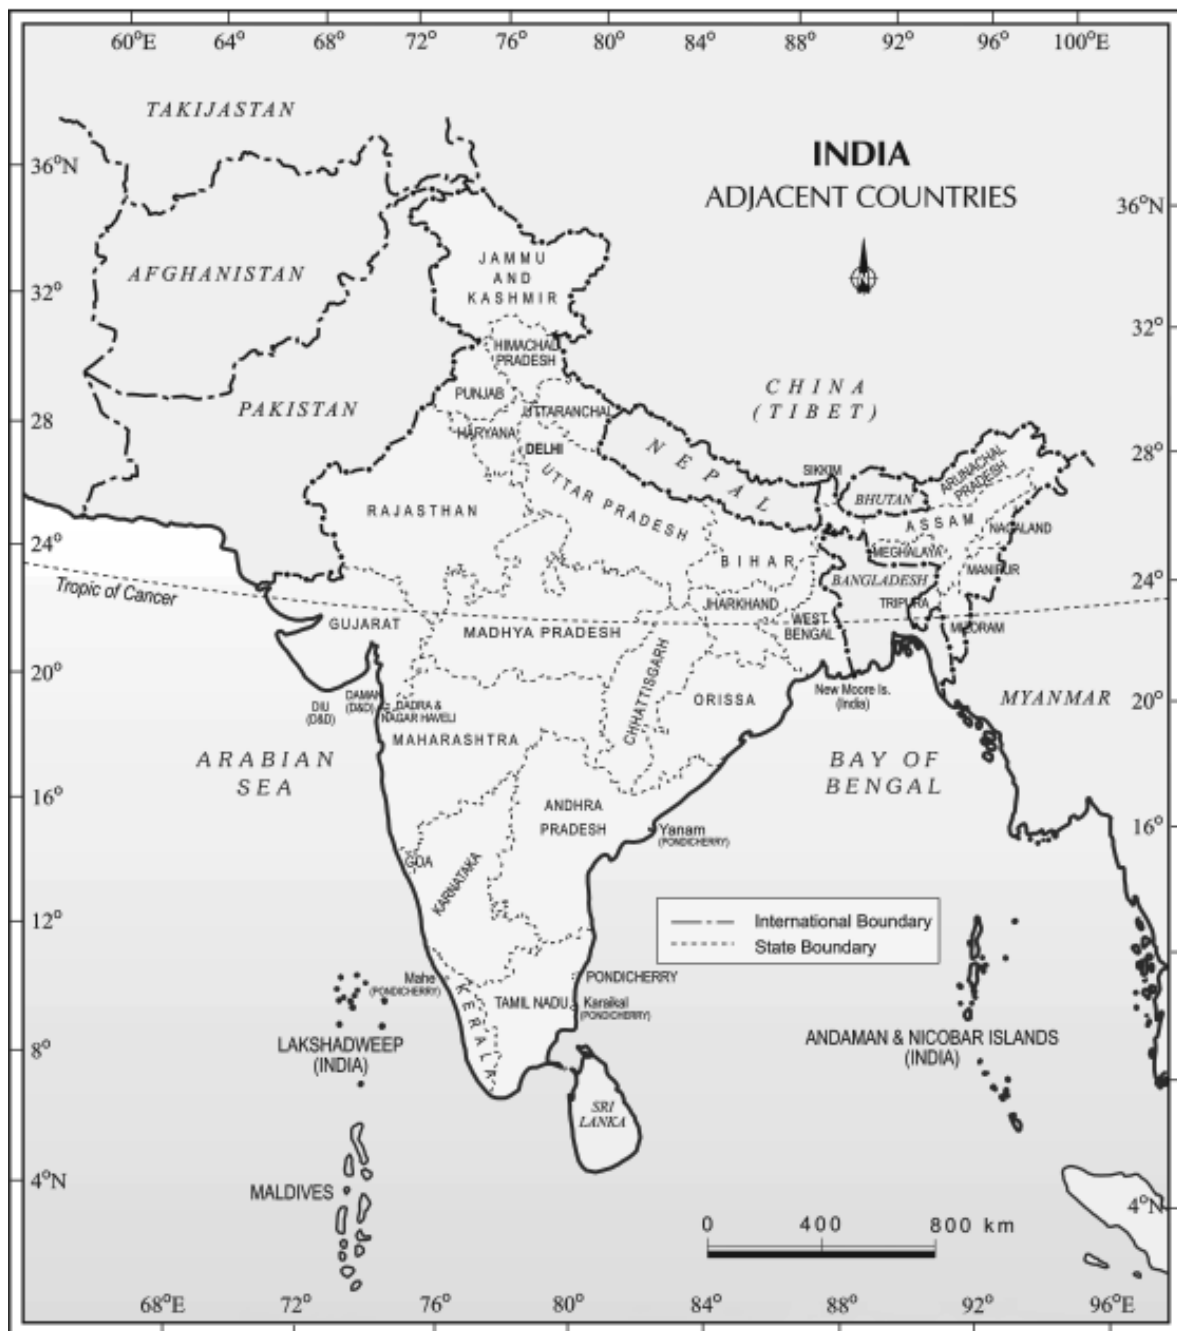 60°E 64° 68° 72° 76° 80° 84° 88° 92° 96° 100°E
TAKIJASTAN
INDIA
ADJACENT COUNTRIES
36°N
36°N
N
AFGHANISTAN
JAMMU
AND
KASHMIR
32°
32°
HIMACHAL
PRADESH
CHINA
(TIBET)
PAKISTAN
PUNJAB
UTTARANCHAL
28°
28°
HARYANA
DELHI
NEPAL
SIKKIM
BHUTAN
ARUNACHAL
PRADESH
RAJASTHAN
UTTAR PRADESH
ASSAM
NAGALAND
24°
24°
BIHAR
MEGHALAYA
MANIPUR
BANGLADESH
Tropic of Cancer
JHARKHAND
TRIPURA
GUJARAT
MADHYA PRADESH
WEST
BENGAL
MIZORAM
20°
20°
DIU
(D&D)
DAMAN
(D&D)
DADRA &
NAGAR HAVELI
CHHATTISGARH
ORISSA
New Moore Is.
(India)
MYANMAR
MAHARASHTRA
ARABIAN
SEA
BAY OF
BENGAL
16°
16°
ANDHRA
PRADESH
Yanam
(PONDICHERRY)
GOA
KARNATAKA
12°
International Boundary
State Boundary
Mahe
(PONDICHERRY)
KERALA
PONDICHERRY
TAMIL NADU
Karaikal
(PONDICHERRY)
LAKSHADWEEP
(INDIA)
ANDAMAN & NICOBAR ISLANDS
(INDIA)
8°
8°
12°
SRI
LANKA
4°N
4°N
MALDIVES
0 400 800 km
68°E 72° 76° 80° 84° 88° 92° 96°E